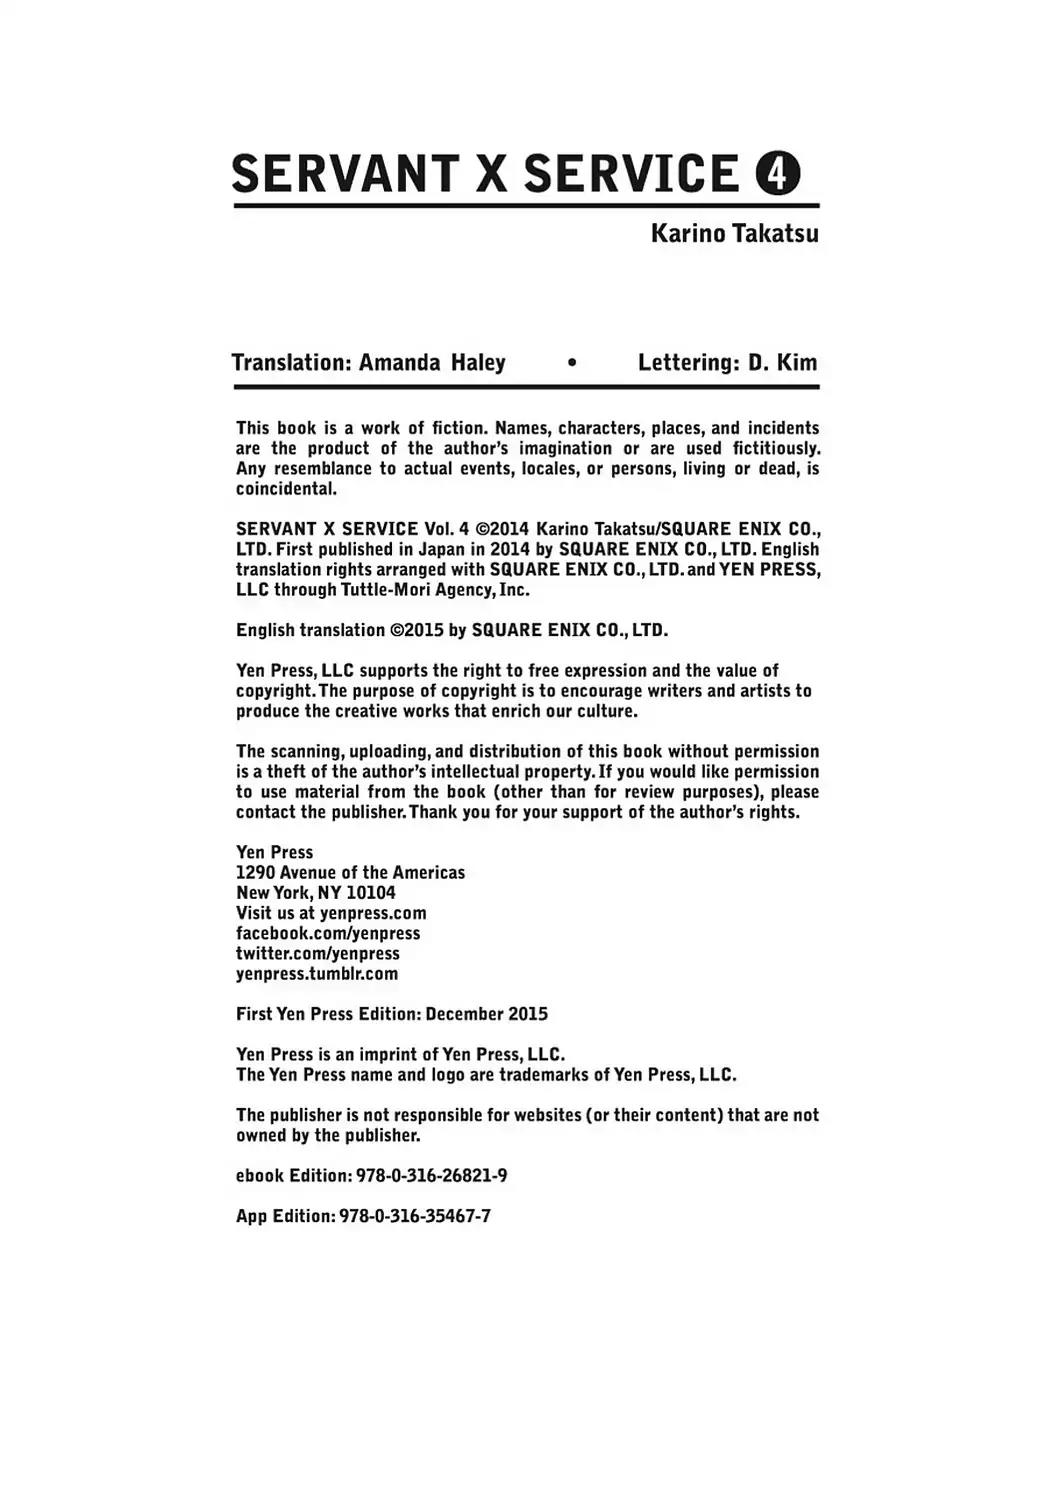 SERVANT X SERVICE 4
Karino Takatsu
Translation: Amanda Haley • Lettering: D. Kim
This book is a work of fiction. Names, characters, places, and incidents
are the product of the author's imagination or are used fictitiously.
Any resemblance to actual events, locales, or persons, living or dead, is
coincidental.
SERVANT X SERVICE Vol. 4 ©2014 Karino Takatsu/SQUARE ENIX CO.,
LTD. First published in Japan in 2014 by SQUARE ENIX CO., LTD. English
translation rights arranged with SQUARE ENIX CO., LTD. and YEN PRESS,
LLC through Tuttle-Mori Agency, Inc.
English translation ©2015 by SQUARE ENIX CO., LTD.
Yen Press, LLC supports the right to free expression and the value of
copyright. The purpose of copyright is to encourage writers and artists to
produce the creative works that enrich our culture.
The scanning, uploading, and distribution of this book without permission
is a theft of the author's intellectual property. If you would like permission
to use material from the book (other than for review purposes), please
contact the publisher. Thank you for your support of the author's rights.
Yen Press
1290 Avenue of the Americas
New York, NY 10104
Visit us at yenpress.com
facebook.com/yenpress
twitter.com/yenpress
yenpress.tumblr.com
First Yen Press Edition: December 2015
Yen Press is an imprint of Yen Press, LLC.
The Yen Press name and logo are trademarks of Yen Press, LLC.
The publisher is not responsible for websites (or their content) that are not
owned by the publisher.
ebook Edition: 978-0-316-26821-9
App Edition: 978-0-316-35467-7